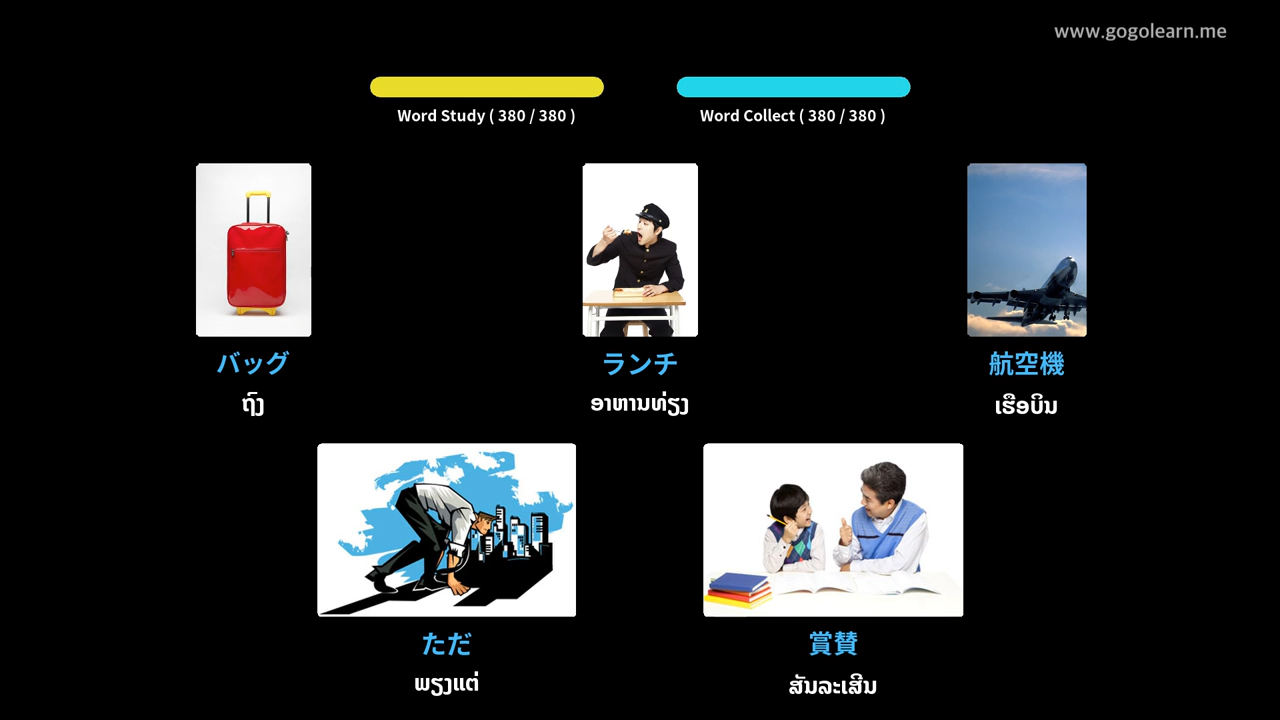 www.gogolearn.me
Word Study ( 380 / 380 )
Word Collect ( 380 / 380 )
バッグ
ຖົງ
ランチ
ອາຫານທ່ຽງ
航空機
ເຮືອບິນ
ただ
ພຽງແຕ່
賞賛
ສັນລະເສີນ